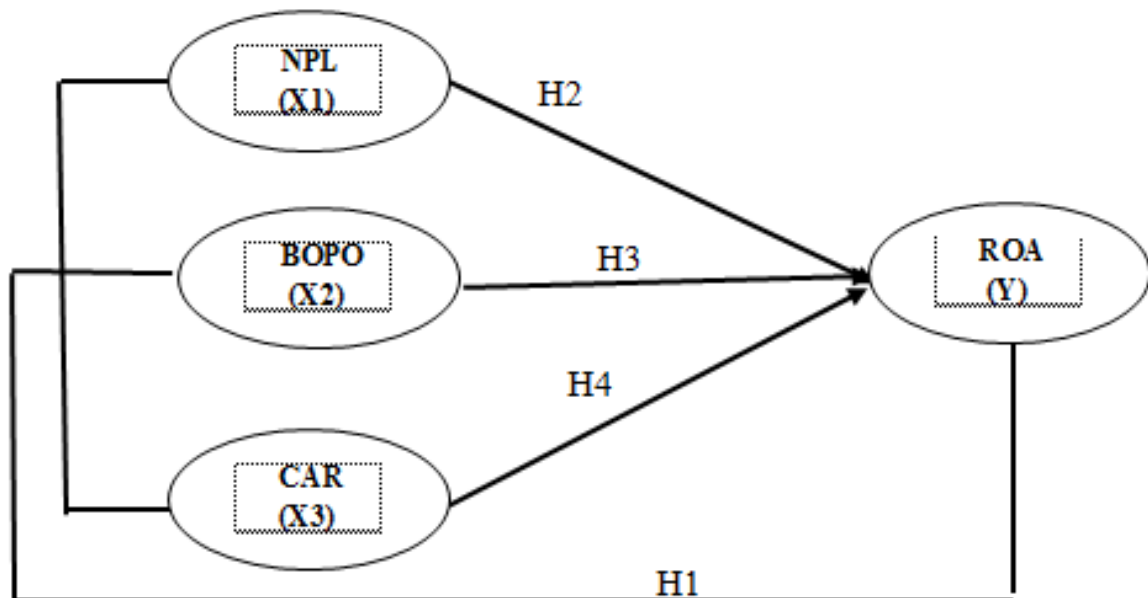 NPL
(X1)
H2
BOPO
(X2)
H3
ROA
(Y)
H4
CAR
(X3)
H1